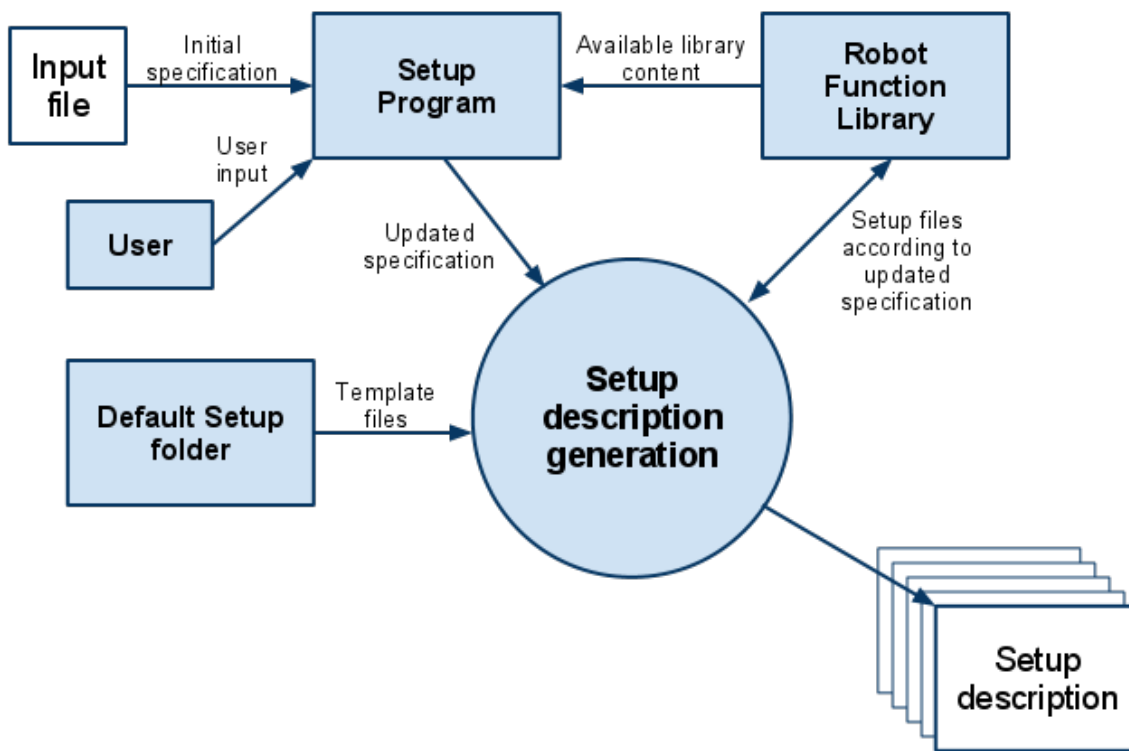 Input
file
Initial
specification
Setup
Program
Available library
content
Robot
Function
Library
User
input
User
Updated
specification
Setup files
according to
updated
specification
Default Setup
folder
Template
files
Setup
description
generation
Setup
description